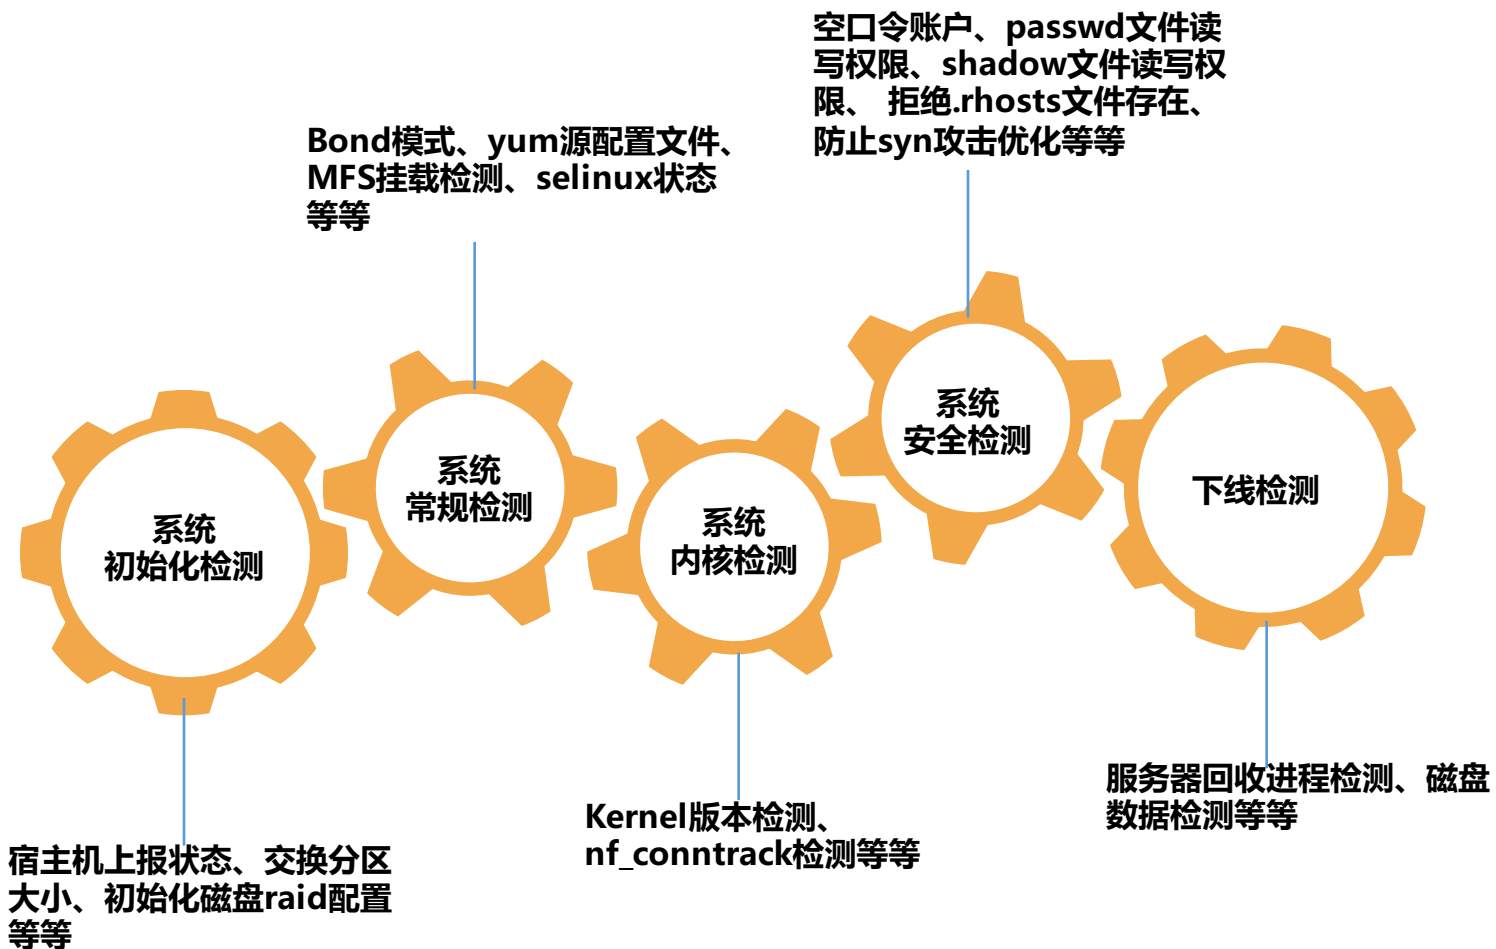 空口令账户、passwd文件读
写权限、shadow文件读写权
限、 拒绝.rhosts文件存在、
防止syn攻击优化等等
Bond模式、yum源配置文件、
MFS挂载检测、selinux状态
等等
系统
安全检测
系统
常规检测
下线检测
系统
初始化检测
系统
内核检测
服务器回收进程检测、磁盘
数据检测等等
Kernel版本检测、
nf_conntrack检测等等
宿主机上报状态、交换分区
大小、初始化磁盘raid配置
等等